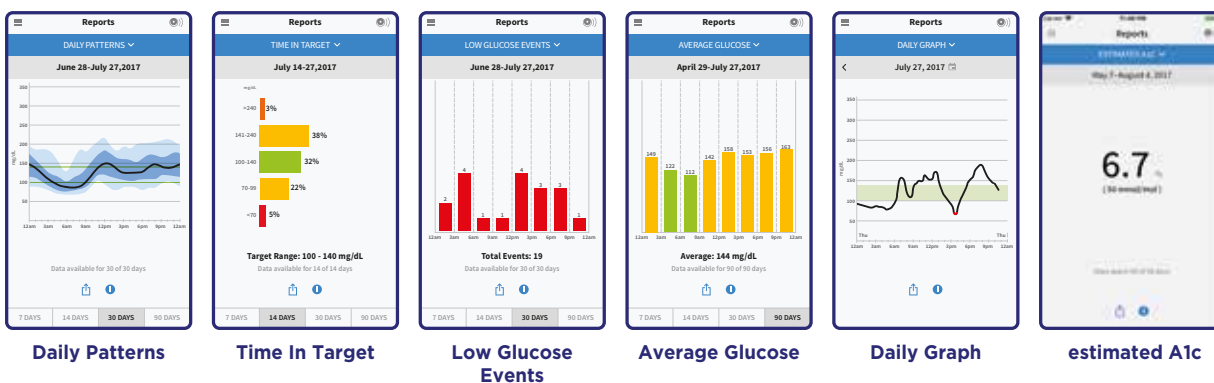 Reports
DAILY PATTERNS
June 28-July 27,2017
350
300
250
200
150
100
50
mg/dL
12am 3am 6am 9am 12pm 3pm 6pm 9pm 12am
Data available for 30 of 30 days
7 DAYS 14 DAYS 30 DAYS 90 DAYS
Daily Patterns
Reports
TIME IN TARGET
July 14-27,2017
mg/dL
>240 3%
141-240 38%
100-140 32%
70-99 22%
<70 5%
Target Range: 100 - 140 mg/dL
Data available for 14 of 14 days
7 DAYS 14 DAYS 30 DAYS 90 DAYS
Time In Target
Reports
LOW GLUCOSE EVENTS
June 28-July 27,2017
2 4 1 1 4 3 3 1
12am 3am 6am 9am 12pm 3pm 6pm 9pm 12am
Total Events: 19
Data available for 30 of 30 days
7 DAYS 14 DAYS 30 DAYS 90 DAYS
Low Glucose
Events
Reports
AVERAGE GLUCOSE
April 29-July 27,2017
149 122 112 142 158 153 156 163
12am 3am 6am 9am 12pm 3pm 6pm 9pm 12am
Average: 144 mg/dL
Data available for 90 of 90 days
7 DAYS 14 DAYS 30 DAYS 90 DAYS
Average Glucose
Reports
DAILY GRAPH
July 27, 2017
350
300
250
200
150
100
50
mg/dL
Thu Thu
12am 3am 6am 9am 12pm 3pm 6pm 9pm 12am
Daily Graph
Reports
ESTIMATED A1C
May 7-August 4, 2017
6.7 %
( 50 mmol/mol )
estimated A1c